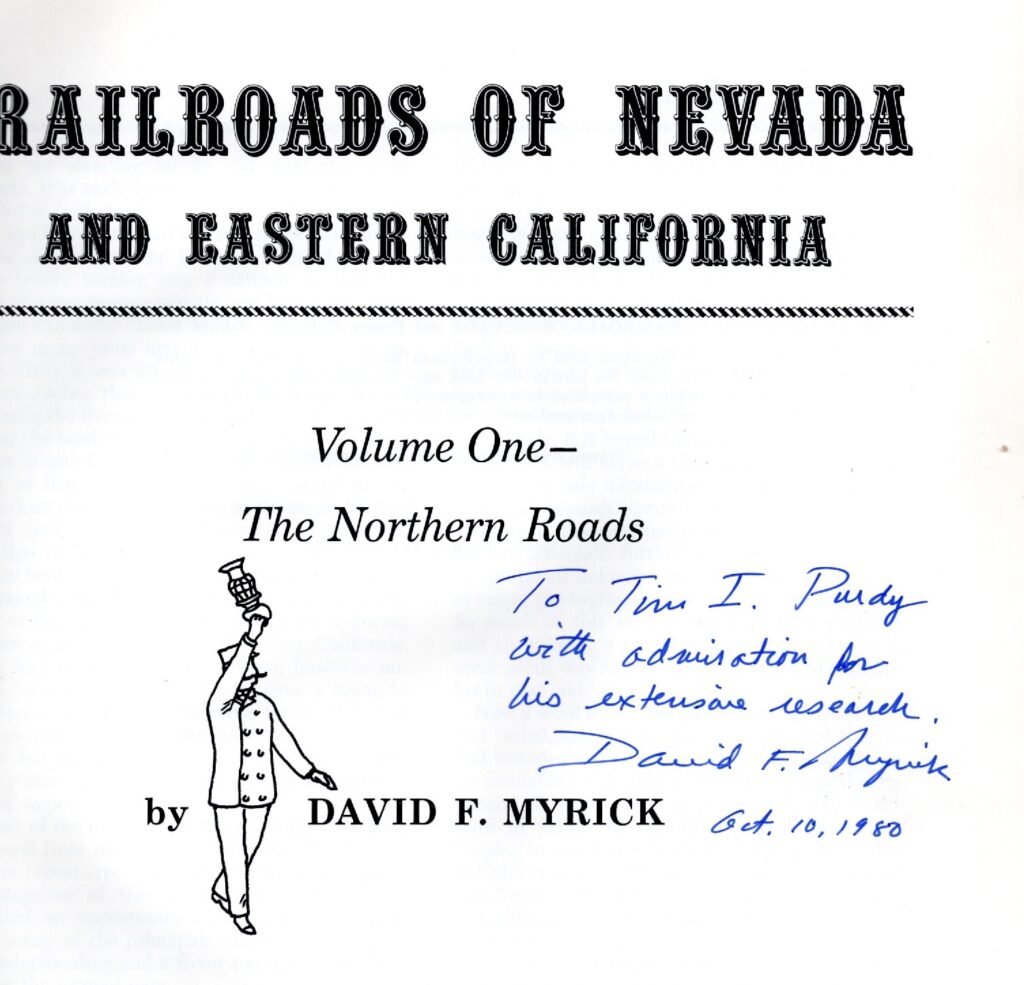 RAILROADS OF NEVADA
AND EASTERN CALIFORNIA
Volume One—
The Northern Roads
To Tim I. Purdy
with admiration for
his extensive research.
David F. Myrick
by DAVID F. MYRICK
Oct. 10, 1980